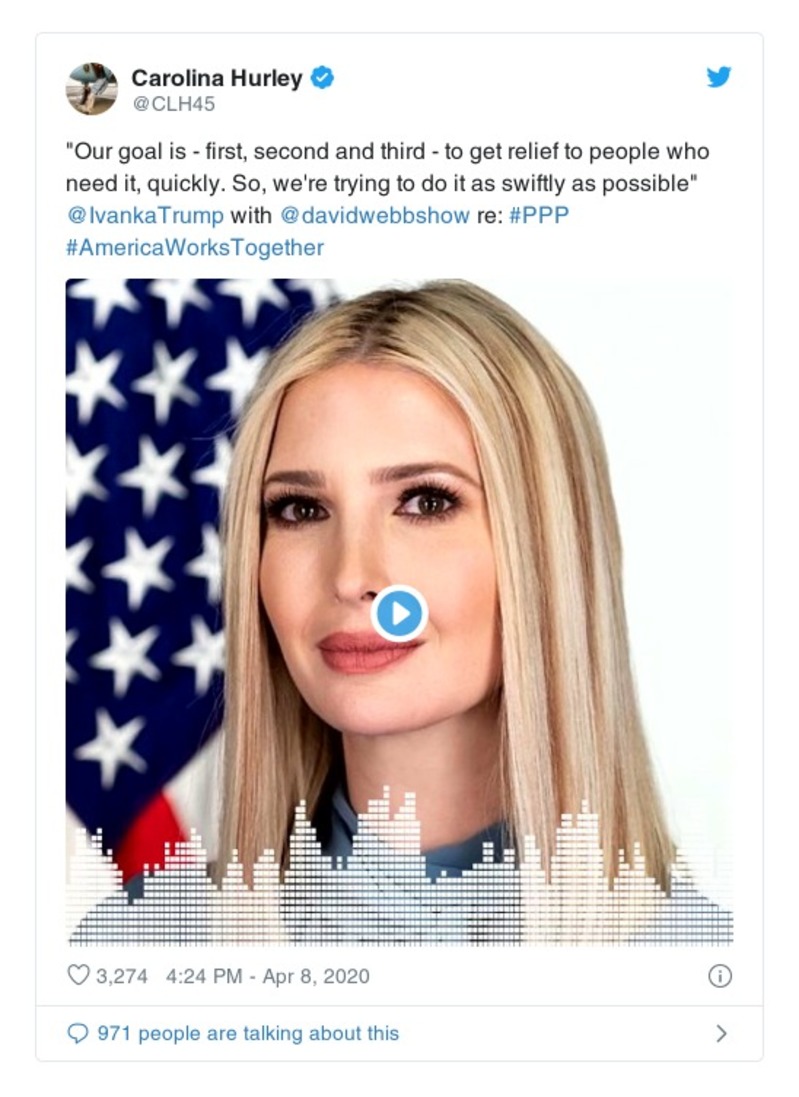 Carolina Hurley
@CLH45
"Our goal is - first, second and third - to get relief to people who
need it, quickly. So, we're trying to do it as swiftly as possible"
@IvankaTrump with @davidwebbshow re: #PPP
#AmericaWorksTogether
3,274 4:24 PM - Apr 8, 2020
971 people are talking about this